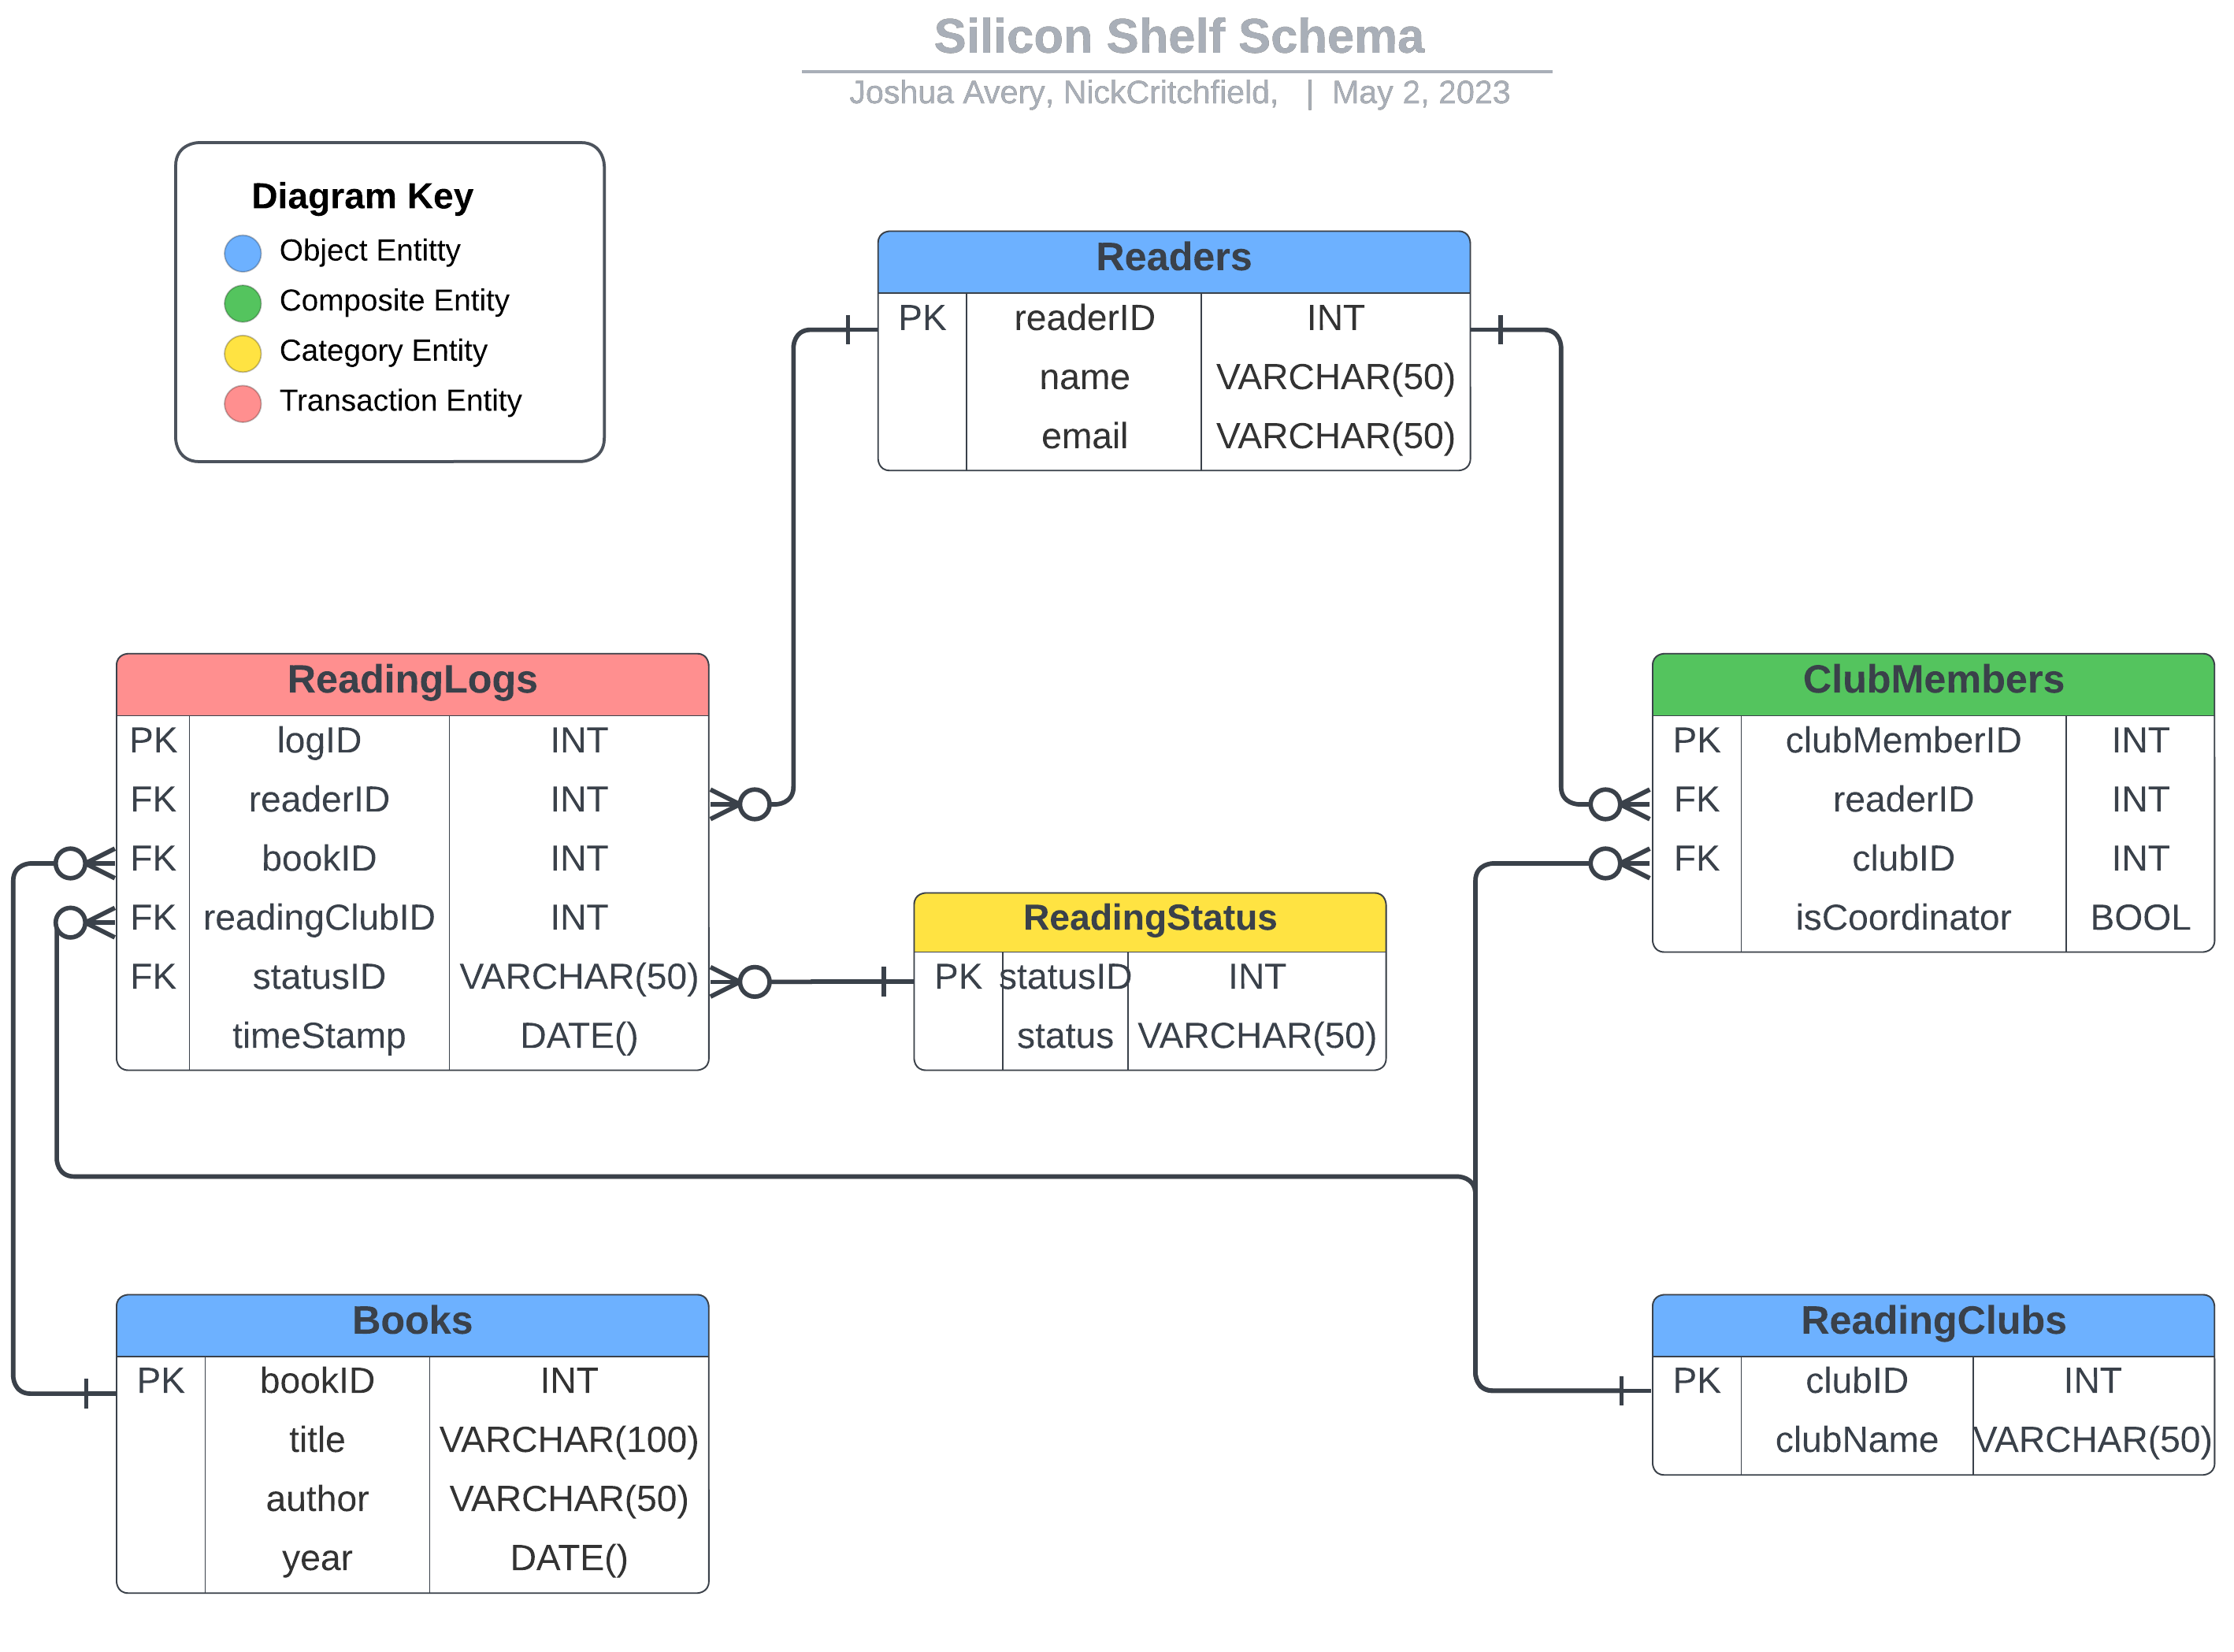 Silicon Shelf Schema
Joshua Avery, NickCritchfield, | May 2, 2023
Diagram Key
Object Entitty
Composite Entity
Category Entity
Transaction Entity
Readers
PK readerID INT
name VARCHAR(50)
email VARCHAR(50)
ReadingLogs
PK logID INT
FK readerID INT
FK bookID INT
FK readingClubID INT
FK statusID VARCHAR(50)
timeStamp DATE()
ReadingStatus
PK statusID INT
status VARCHAR(50)
ClubMembers
PK clubMemberID INT
FK readerID INT
FK clubID INT
isCoordinator BOOL
Books
PK bookID INT
title VARCHAR(100)
author VARCHAR(50)
year DATE()
ReadingClubs
PK clubID INT
clubName VARCHAR(50)